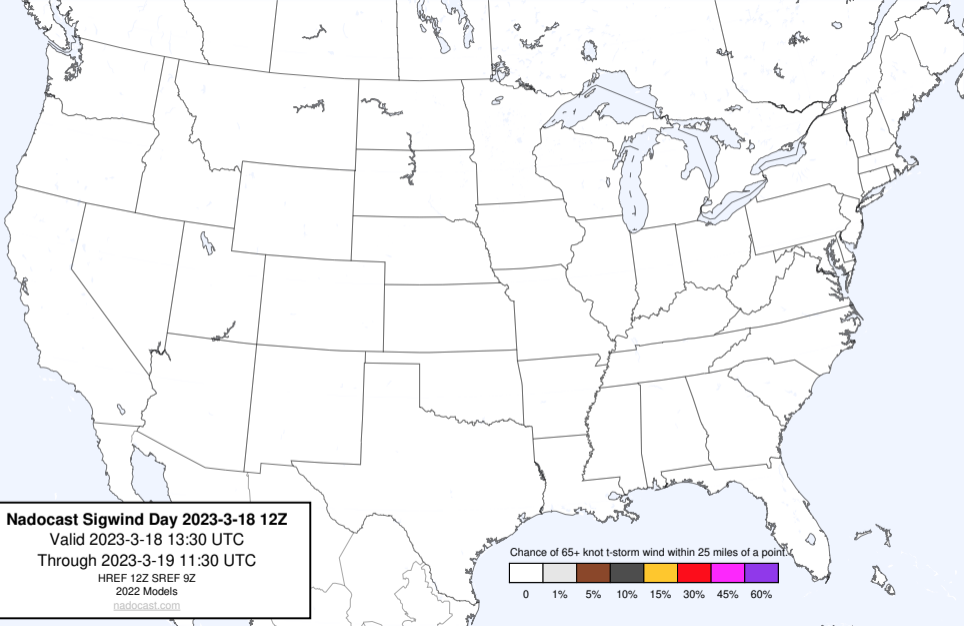 Nadocast Sigwind Day 2023-3-18 12Z
Valid 2023-3-18 13:30 UTC
Through 2023-3-19 11:30 UTC
HREF 12Z SREF 9Z
2022 Models
nadocast.com
Chance of 65+ knot t-storm wind within 25 miles of a point.
0 1% 5% 10% 15% 30% 45% 60%